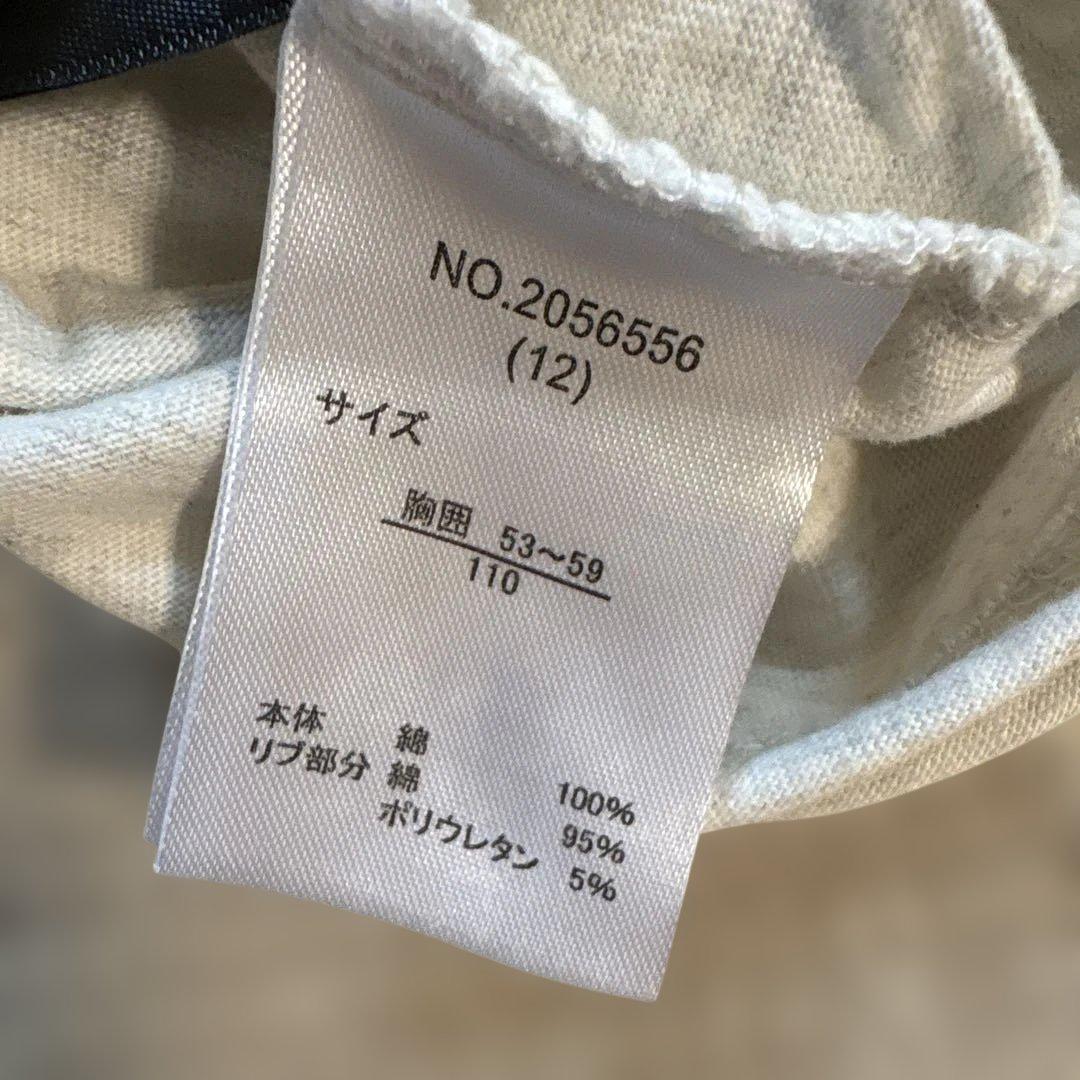 NO.2056556
(12)
サイズ
胸囲 53～59
110
本体 綿 100%
リブ部分 綿 95%
ポリウレタン 5%